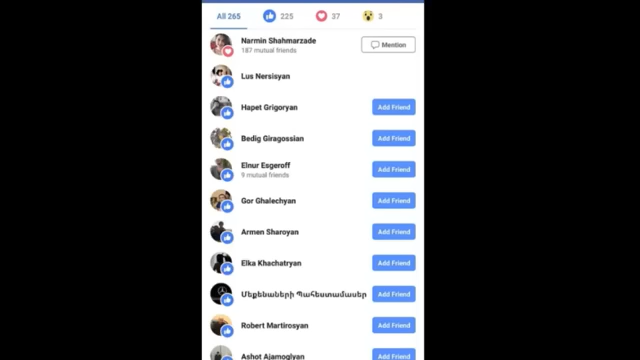 All 265 225 37 3
Narmin Shahmarzade
187 mutual friends
Mention
Lus Nersisyan
Hapet Grigoryan
Add Friend
Bedig Giragossian
Add Friend
Elnur Esgeroff
9 mutual friends
Add Friend
Gor Ghalechyan
Add Friend
Armen Sharoyan
Add Friend
Elka Khachatryan
Add Friend
Մեքենաների Պահեստամասեր
Add Friend
Robert Martirosyan
Add Friend
Ashot Ajamoglyan
Add Friend